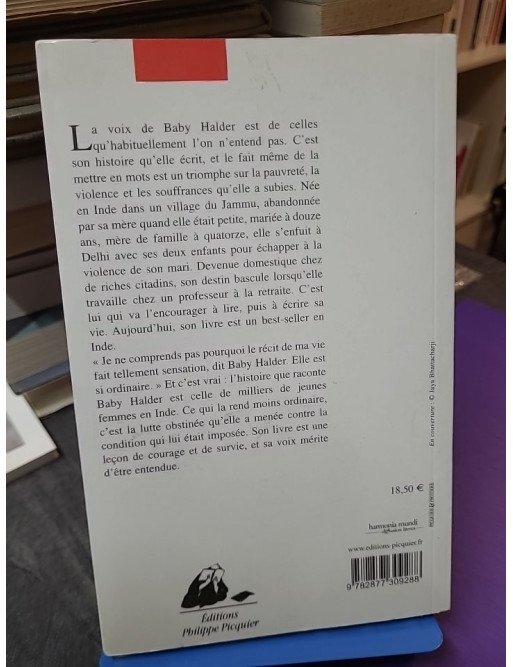 La voix de Baby Halder est de celles
qu'habituellement l'on n'entend pas. C'est
son histoire qu'elle écrit, et le fait même de la
mettre en mots est un triomphe sur la pauvreté, la
violence et les souffrances qu'elle a subies. Née
en Inde dans un village du Jammu, abandonnée
par sa mère quand elle était petite, mariée à douze
ans, mère de famille à quatorze, elle s'enfuit à
Delhi avec ses deux enfants pour échapper à la
violence de son mari. Devenue domestique chez
de riches citadins, son destin bascule lorsqu'elle
travaille chez un professeur à la retraite. C'est
lui qui va l'encourager à lire, puis à écrire sa
vie. Aujourd'hui, son livre est un best-seller en
Inde.
« Je ne comprends pas pourquoi le récit de ma vie
fait tellement sensation, dit Baby Halder. Elle est
si ordinaire. » Et c'est vrai : l'histoire que raconte
Baby Halder est celle de milliers de jeunes
femmes en Inde. Ce qui la rend moins ordinaire,
c'est la lutte obstinée qu'elle a menée contre la
condition qui lui était imposée. Son livre est une
leçon de courage et de survie, et sa voix mérite
d'être entendue.
En couverture : © Jaya Bhattacharji
18,50 €
harmonia mundi
diffusion livres
www.editions-picquier.fr
9 782877 309288
Éditions
Philippe Picquier